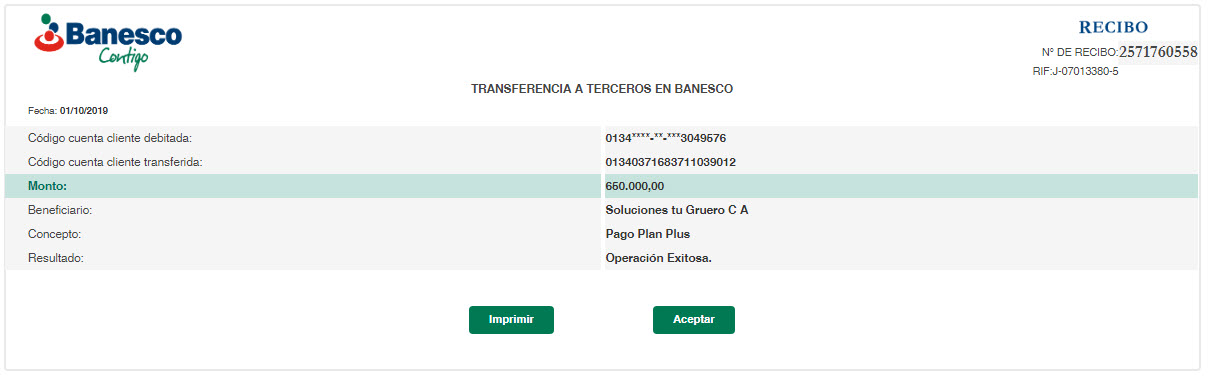 Banesco
Contigo
RECIBO
N° DE RECIBO:2571760558
RIF:J-07013380-5
TRANSFERENCIA A TERCEROS EN BANESCO
Fecha: 01/10/2019
Código cuenta cliente debitada: 0134****-**-***3049576
Código cuenta cliente transferida: 01340371683711039012
Monto: 650.000,00
Beneficiario: Soluciones tu Gruero C A
Concepto: Pago Plan Plus
Resultado: Operación Exitosa.
Imprimir Aceptar